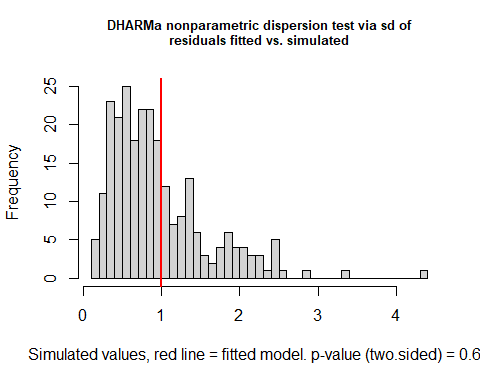 DHARMa nonparametric dispersion test via sd of
residuals fitted vs. simulated
Frequency
25
20
15
10
5
0
0 1 2 3 4
Simulated values, red line = fitted model. p-value (two.sided) = 0.6